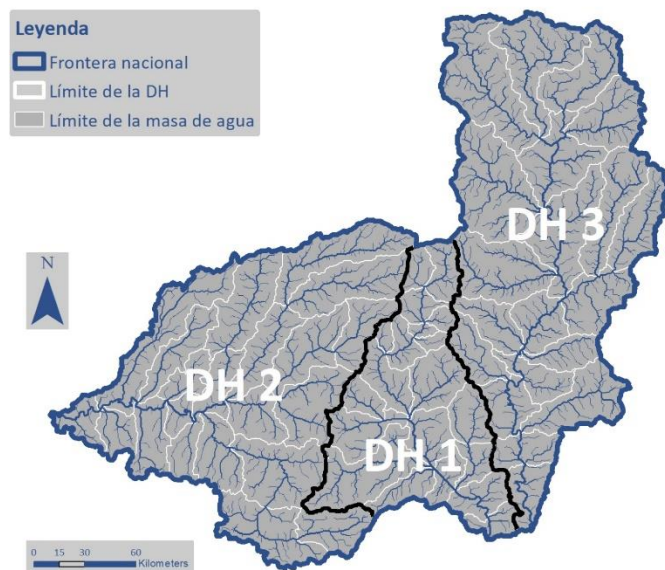 Leyenda
Frontera nacional
Límite de la DH
Límite de la masa de agua
N
DH 3
DH 2
DH 1
0 15 30 60
Kilometers